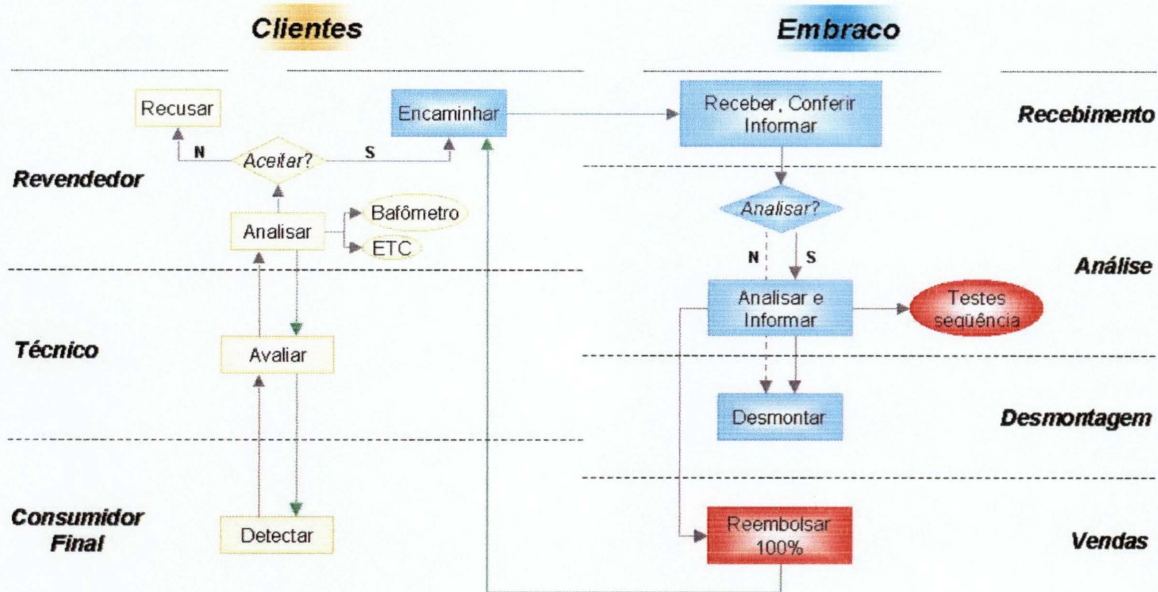 Clientes
Embraco
Recusar
Encaminhar
Receber, Conferir
Informar
Recebimento
N
Aceitar?
S
Revendedor
Analisar
Bafômetro
ETC
Analisar?
N
S
Análise
Analisar e
Informar
Testes
seqüência
Técnico
Avaliar
Desmontar
Desmontagem
Consumidor
Final
Detectar
Reembolsar
100%
Vendas